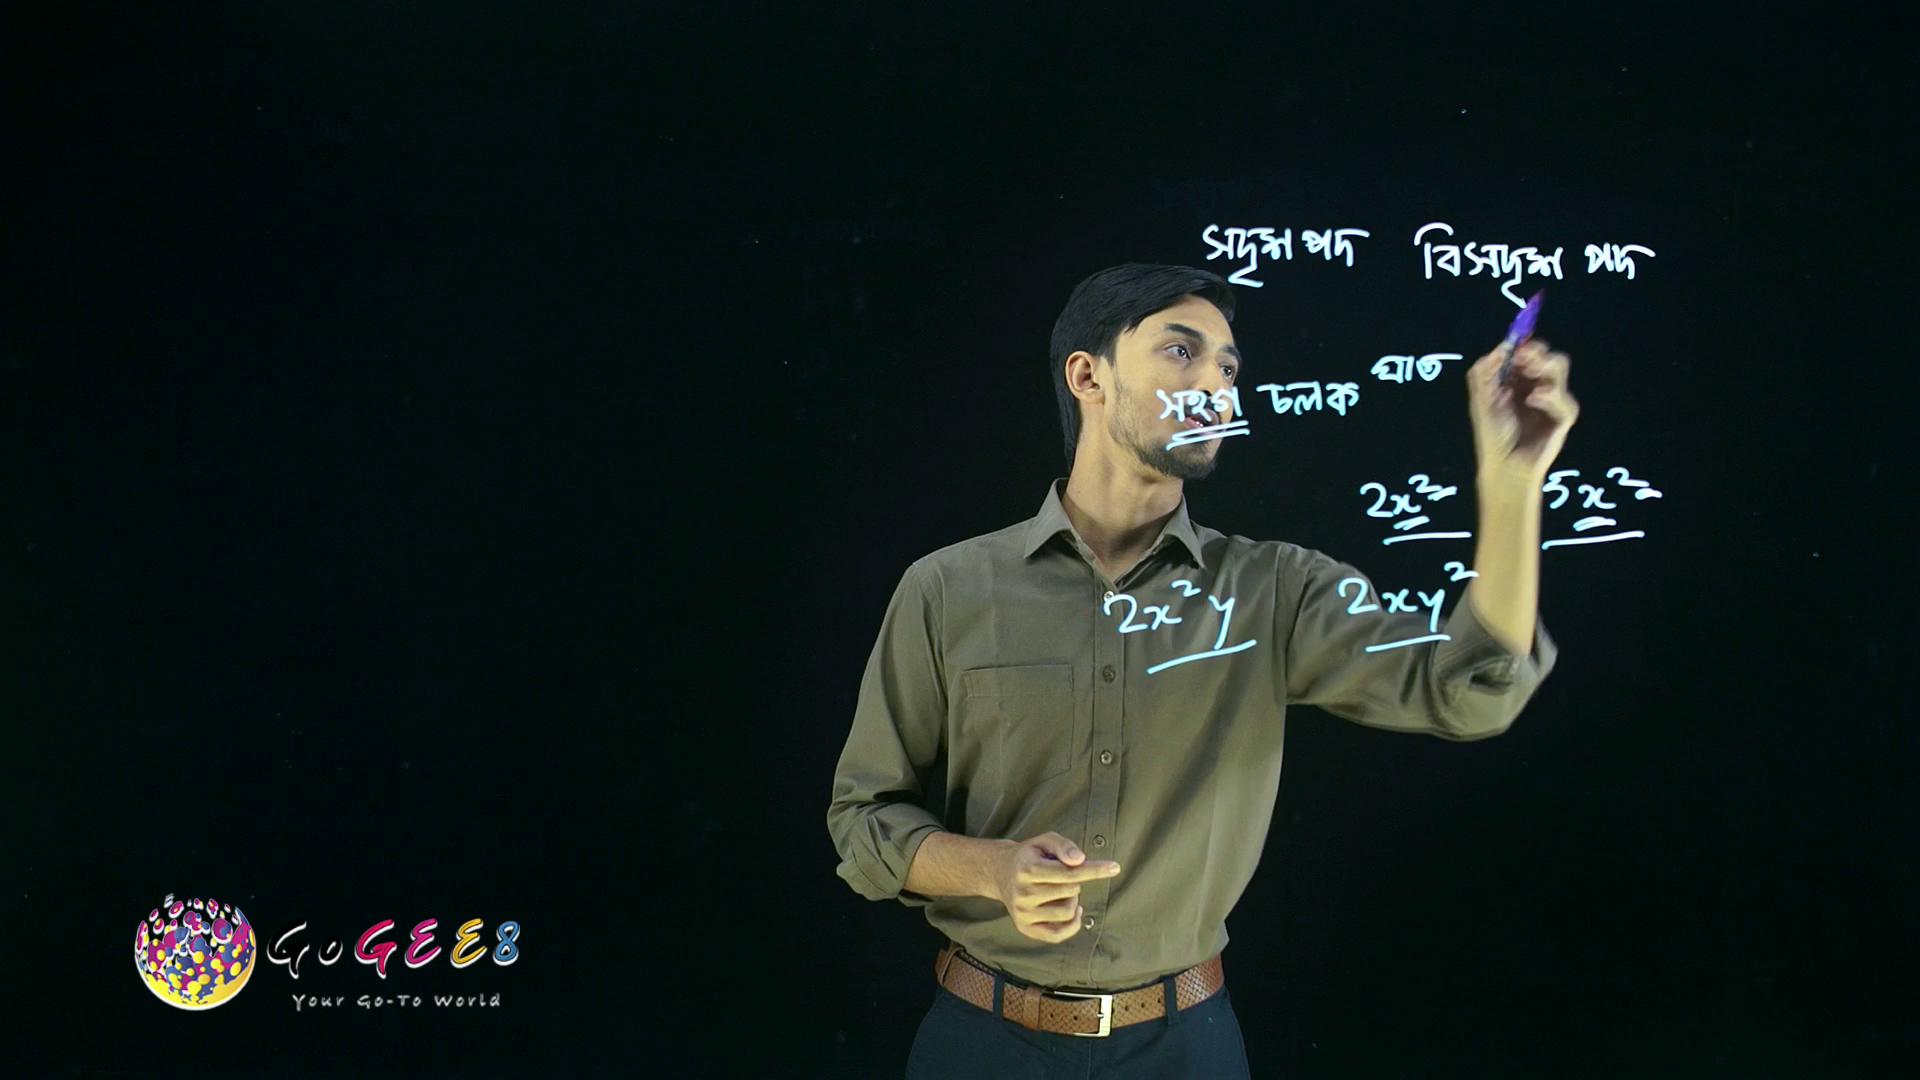 সদৃশ পদ বিসদৃশ পদ
সহগ চলক ঘাত
2x² 5x²
2x²y 2xy²
GoGEE8
Your Go-To World